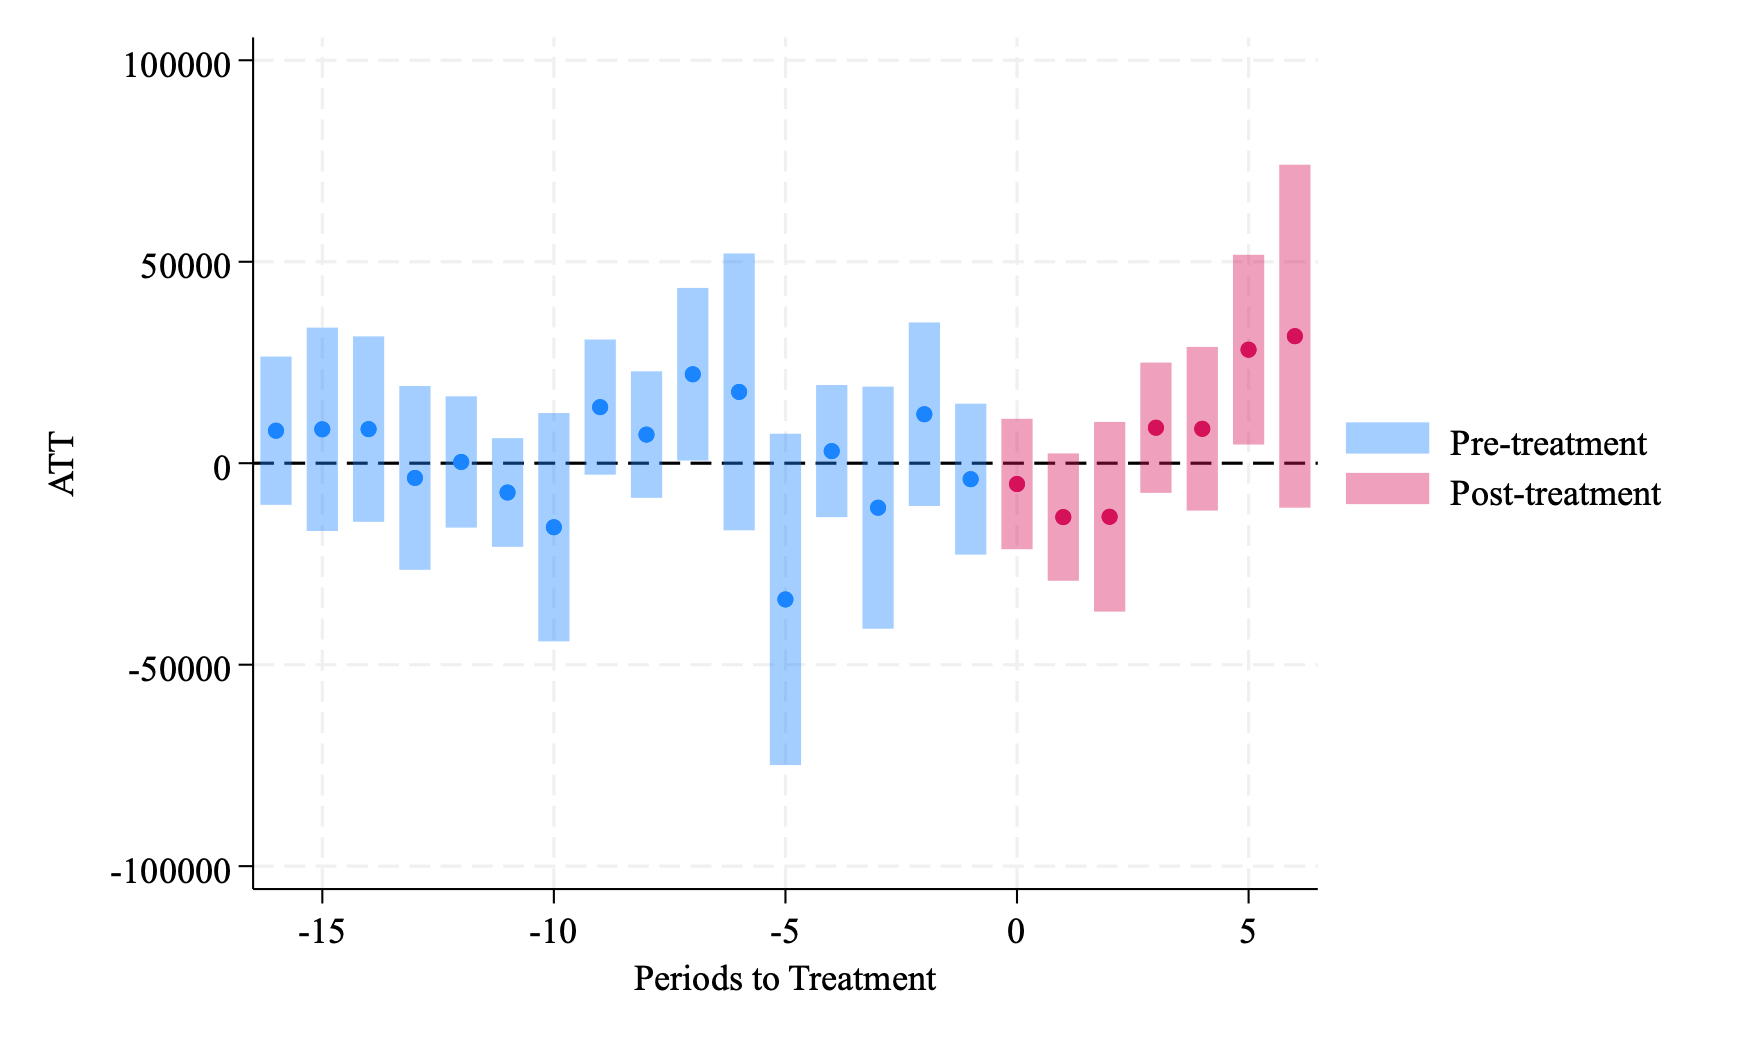 100000
50000
0
-50000
-100000
ATT
-15 -10 -5 0 5
Periods to Treatment
Pre-treatment
Post-treatment